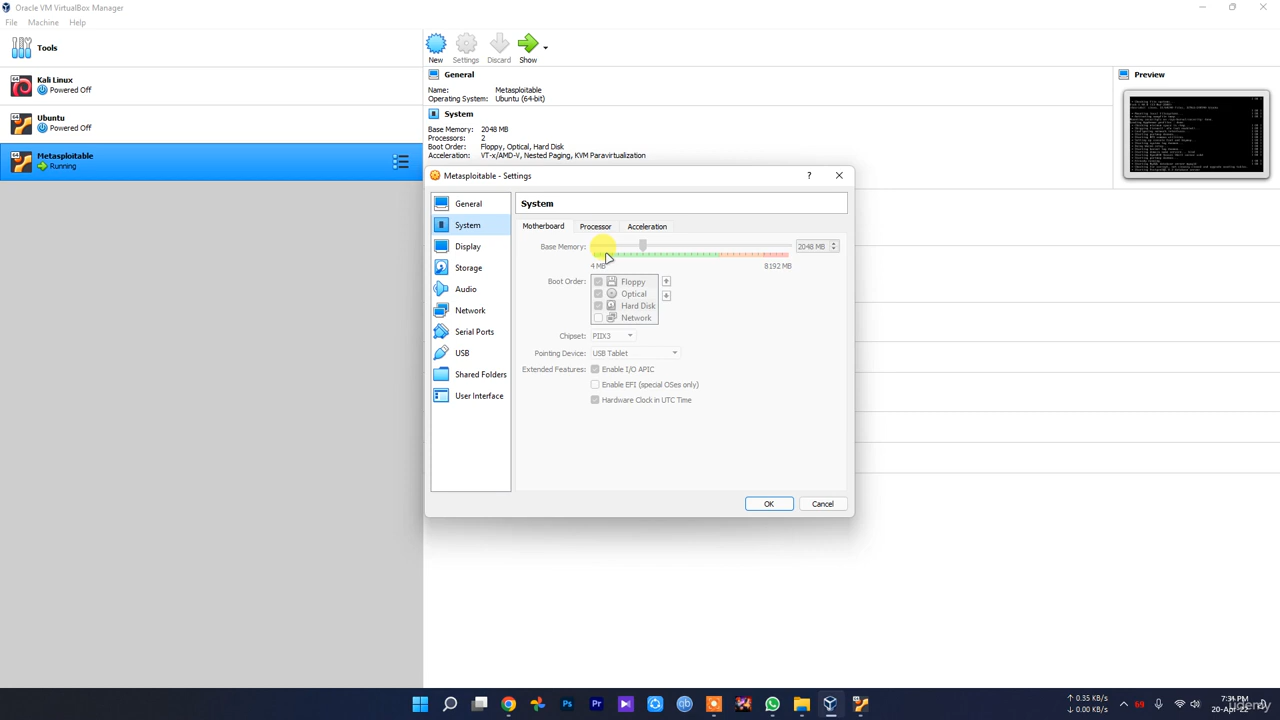 Oracle VM VirtualBox Manager
File Machine Help
Tools
New Settings Discard Show
Kali Linux
Powered Off
Ubuntu
Powered Off
Metasploitable
Running
General
Name: Metasploitable
Operating System: Ubuntu (64-bit)
System
Base Memory: 2048 MB
Processors: 2
Boot Order: Floppy, Optical, Hard Disk
Acceleration: VT-x/AMD-V, Nested Paging, KVM Paravirtualization
Preview
Metasploitable - Settings
?
General
System
Display
Storage
Audio
Network
Serial Ports
USB
Shared Folders
User Interface
System
Motherboard Processor Acceleration
Base Memory: 2048 MB
4 MB 8192 MB
Boot Order: Floppy
Optical
Hard Disk
Network
Chipset: PIIX3
Pointing Device: USB Tablet
Extended Features: Enable I/O APIC
Enable EFI (special OSes only)
Hardware Clock in UTC Time
OK Cancel
↑ 0.35 KB/s
↓ 0.00 KB/s
69
7:31 PM
20-Apr
Udemy